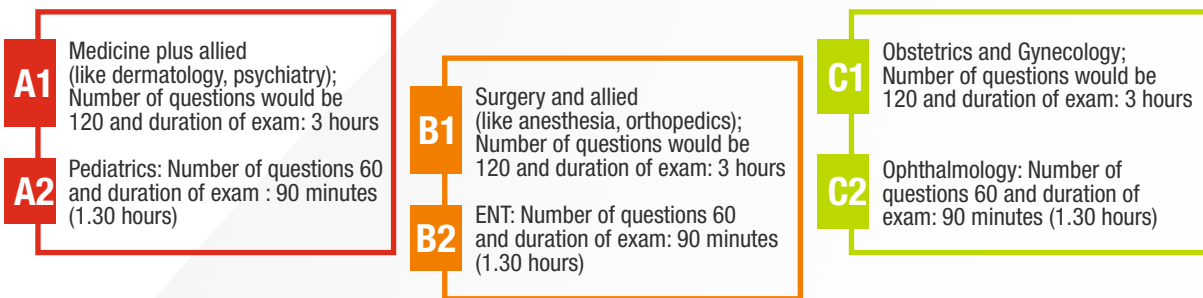 A1
Medicine plus allied
(like dermatology, psychiatry);
Number of questions would be
120 and duration of exam: 3 hours
A2
Pediatrics: Number of questions 60
and duration of exam : 90 minutes
(1.30 hours)
B1
Surgery and allied
(like anesthesia, orthopedics);
Number of questions would be
120 and duration of exam: 3 hours
B2
ENT: Number of questions 60
and duration of exam: 90 minutes
(1.30 hours)
C1
Obstetrics and Gynecology;
Number of questions would be
120 and duration of exam: 3 hours
C2
Ophthalmology: Number of
questions 60 and duration of
exam: 90 minutes (1.30 hours)